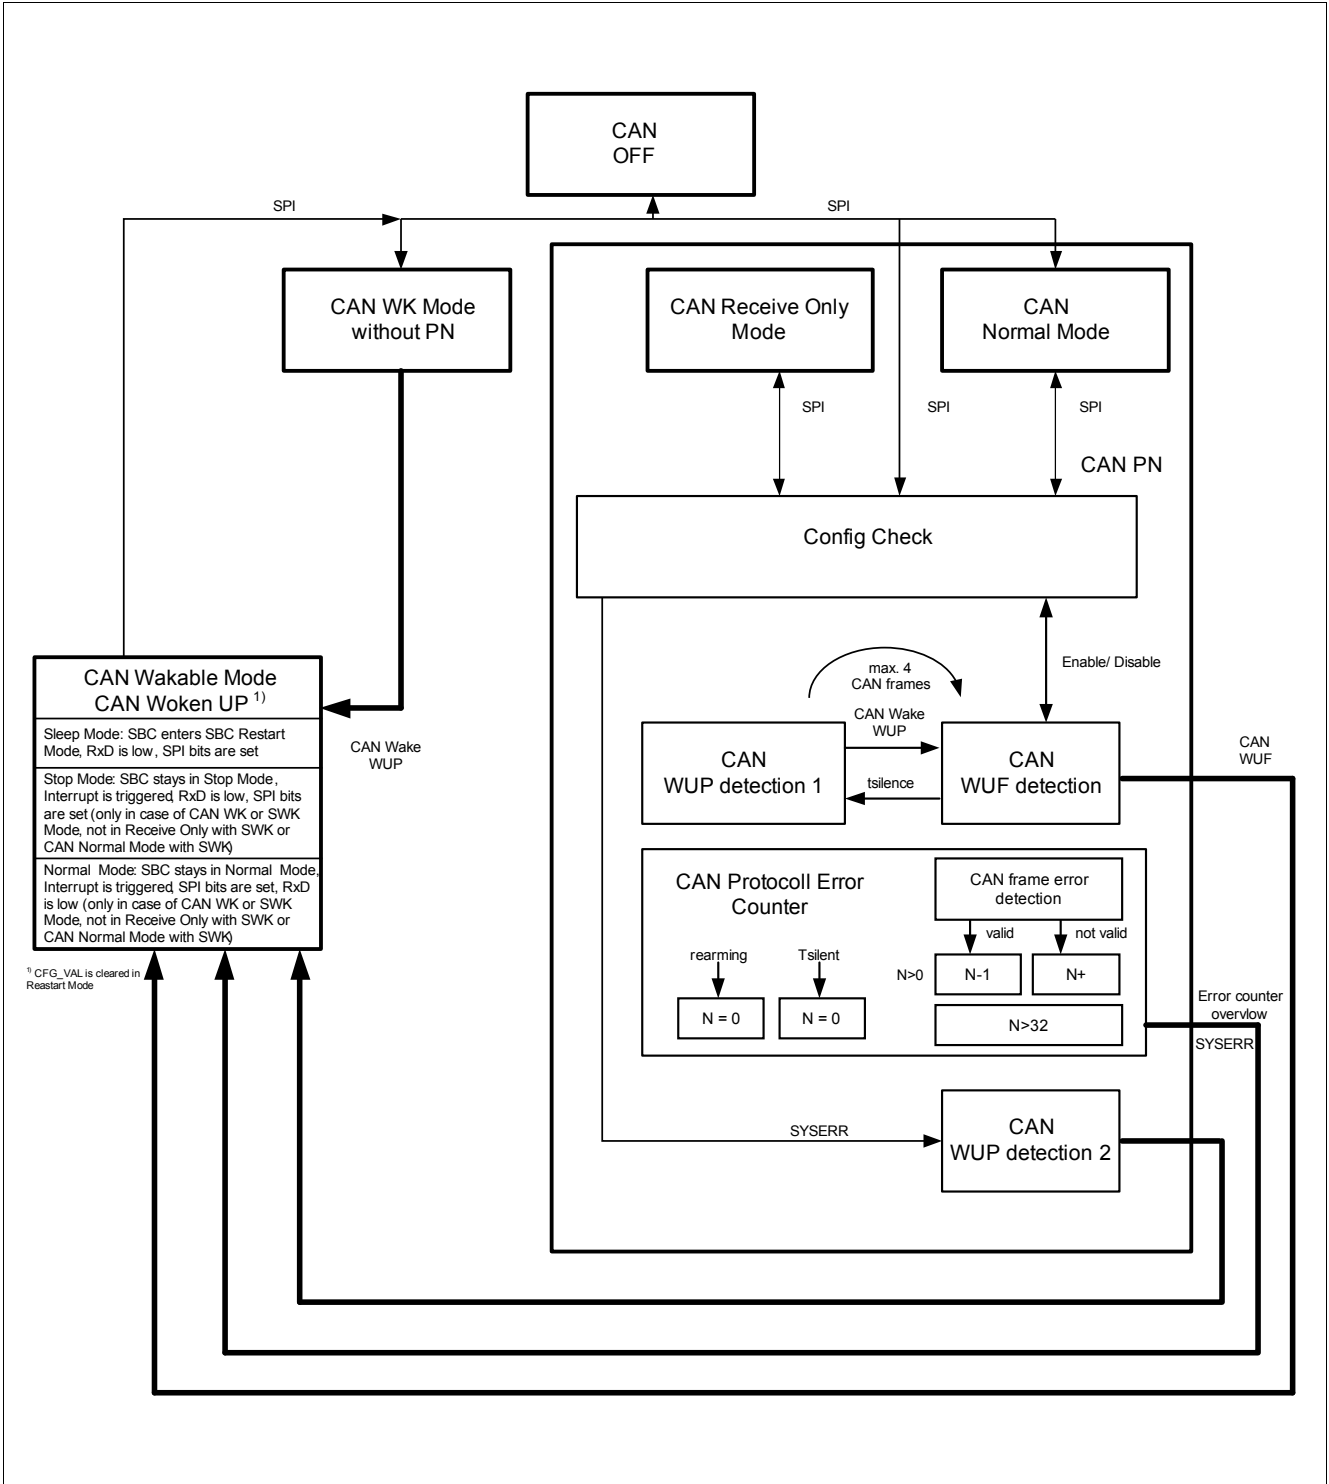 CAN
OFF
SPI
SPI
CAN WK Mode
without PN
CAN Receive Only
Mode
CAN
Normal Mode
SPI
SPI
SPI
CAN PN
Config Check
CAN Wakable Mode
CAN Woken UP 1)
Sleep Mode: SBC enters SBC Restart
Mode, RxD is low, SPI bits are set
Stop Mode: SBC stays in Stop Mode,
Interrupt is triggered, RxD is low, SPI bits
are set (only in case of CAN WK or SWK
Mode, not in Receive Only with SWK or
CAN Normal Mode with SWK)
Normal Mode: SBC stays in Normal Mode,
Interrupt is triggered, SPI bits are set, RxD
is low (only in case of CAN WK or SWK
Mode, not in Receive Only with SWK or
CAN Normal Mode with SWK)
1) CFG_VAL is cleared in
Reastart Mode
CAN Wake
WUP
Enable/ Disable
max. 4
CAN frames
CAN Wake
WUP
CAN
WUP detection 1
tsilence
CAN
WUF detection
CAN
WUF
CAN Protocoll Error
Counter
CAN frame error
detection
valid
not valid
rearming
Tsilent
N>0
N-1
N+
N = 0
N = 0
N>32
Error counter
overvlow
SYSERR
SYSERR
CAN
WUP detection 2